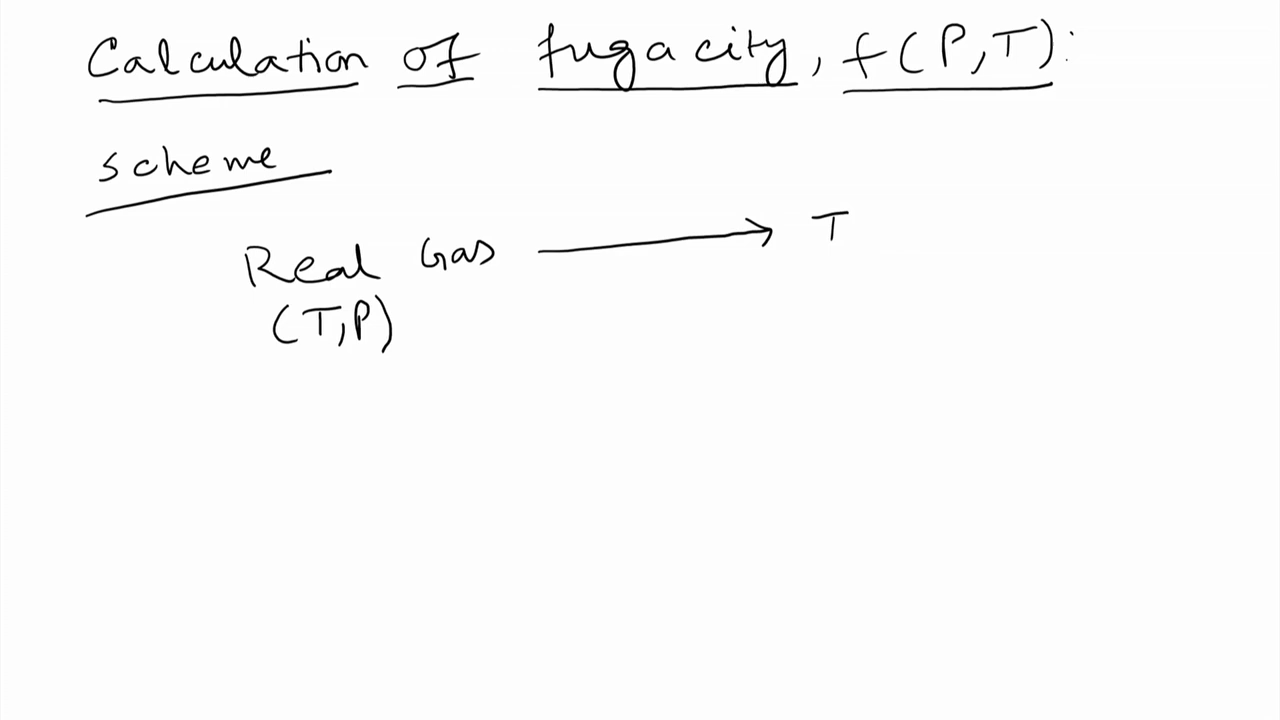 Calculation of fugacity, f(P,T):
scheme
Real Gas → T
(T,P)